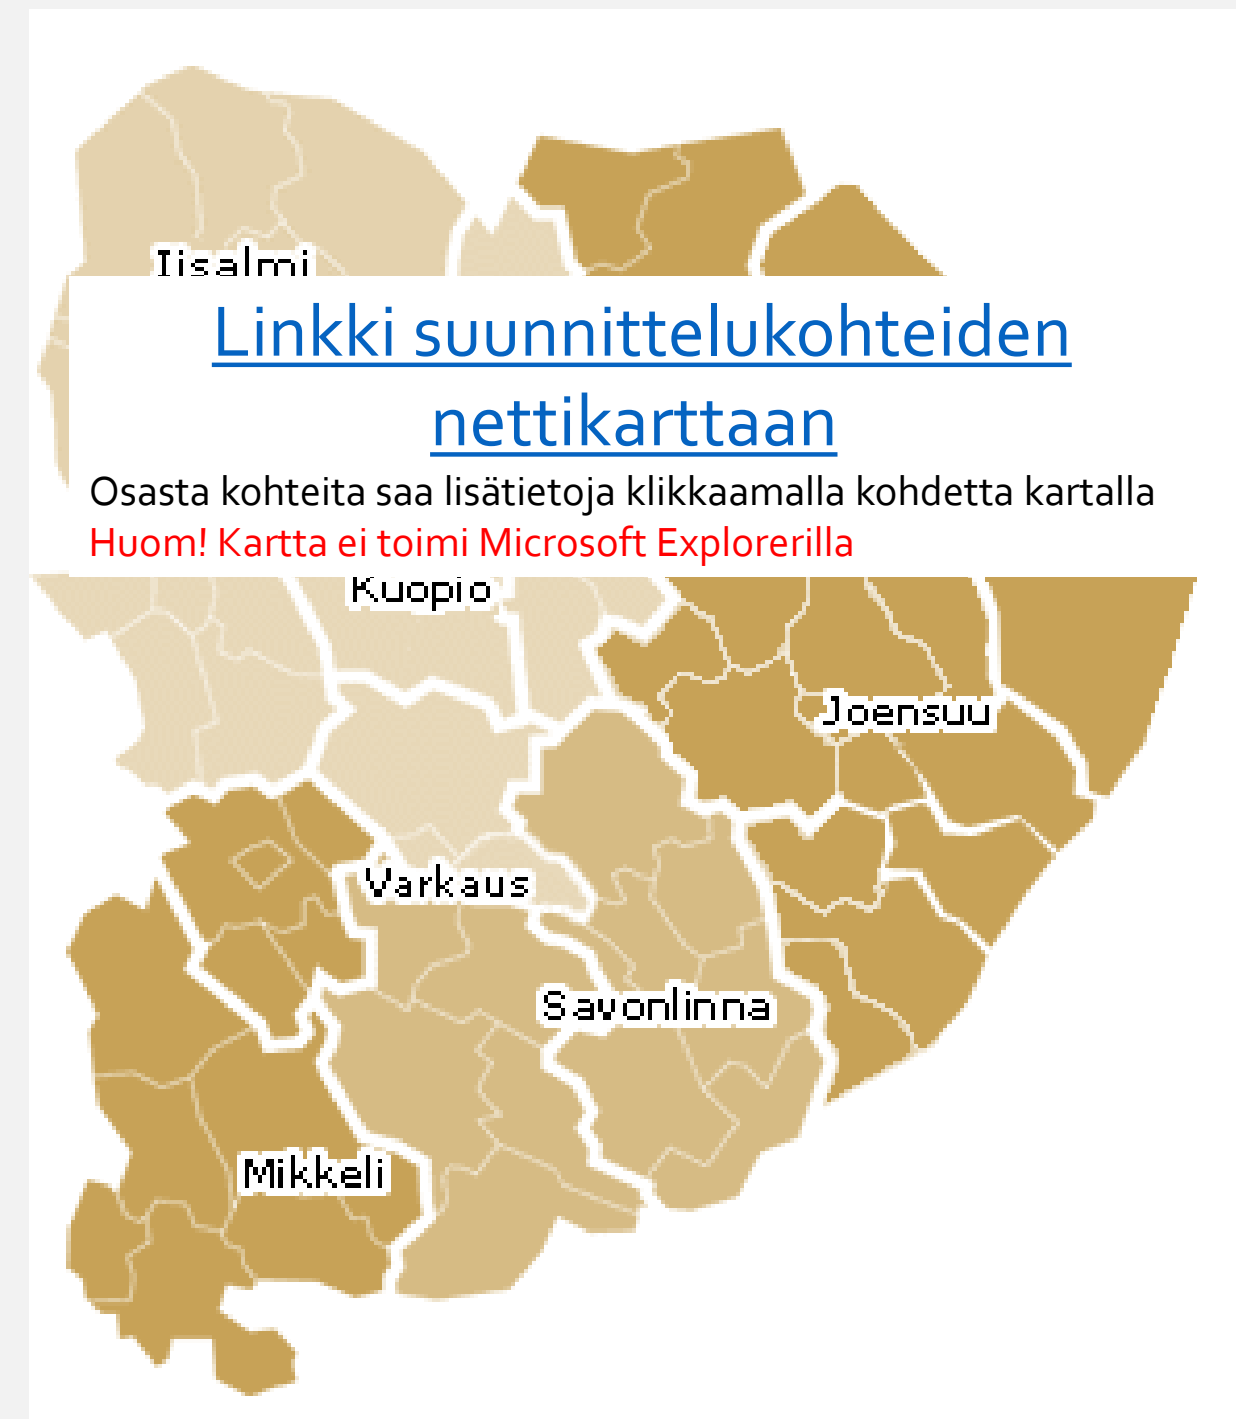 Iisalmi
Linkki suunnittelukohteiden
nettikarttaan
Osasta kohteita saa lisätietoja klikkaamalla kohdetta kartalla
Huom! Kartta ei toimi Microsoft Explorerilla
Kuopio
Joensuu
Varkaus
Savonlinna
Mikkeli